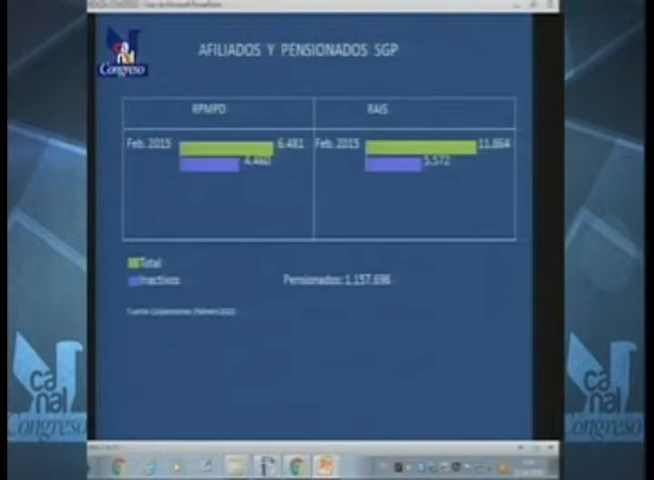 canal
Congreso
AFILIADOS Y PENSIONADOS SGP
RPMPD
RAIS
Feb. 2015
6.481
4.460
Feb. 2015
11.864
5.572
Total
Inactivos
Pensionados: 1.157.696
canal
Congreso
canal
Congreso